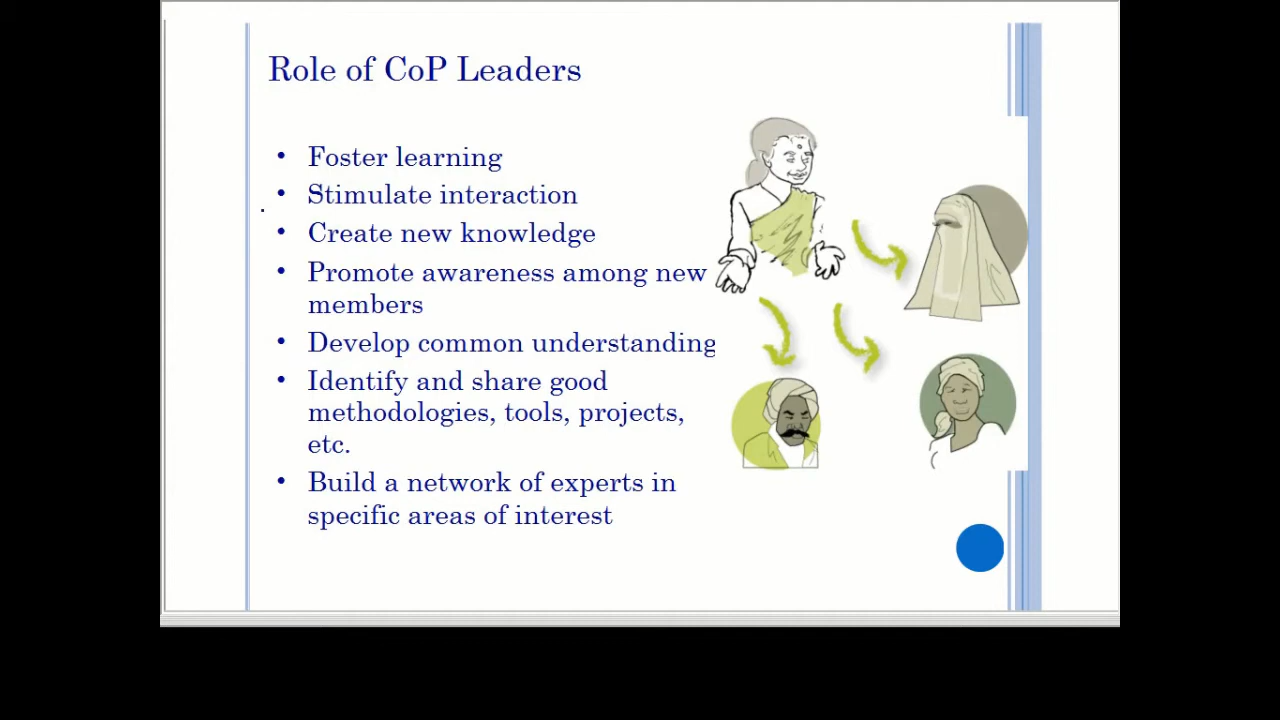 Role of CoP Leaders
• Foster learning
• Stimulate interaction
• Create new knowledge
• Promote awareness among new
members
• Develop common understanding
• Identify and share good
methodologies, tools, projects,
etc.
• Build a network of experts in
specific areas of interest